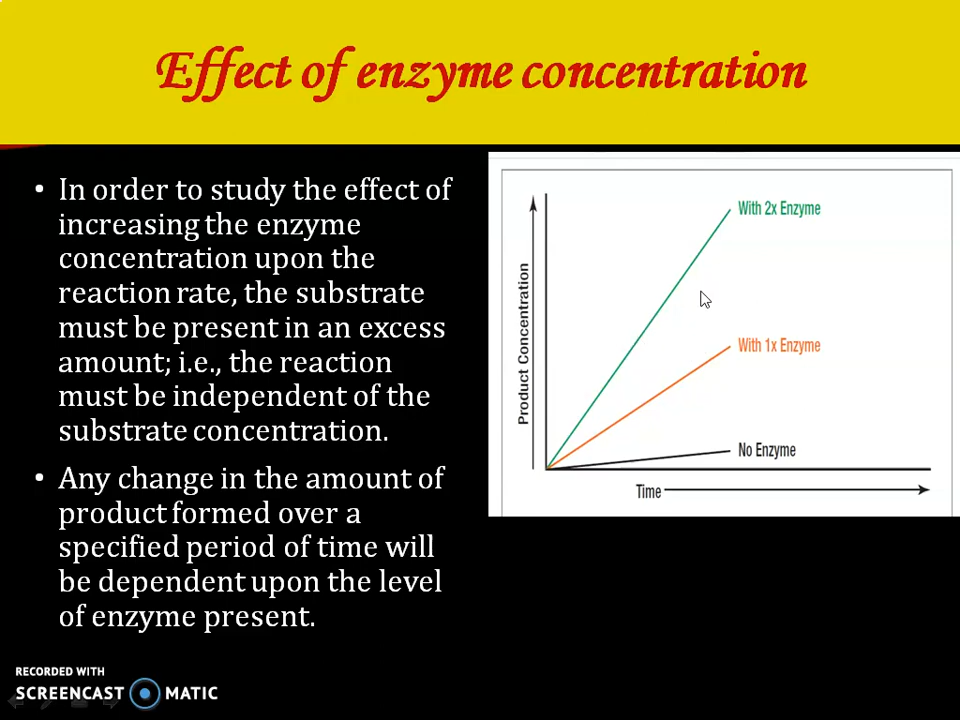 Effect of enzyme concentration
• In order to study the effect of
increasing the enzyme
concentration upon the
reaction rate, the substrate
must be present in an excess
amount; i.e., the reaction
must be independent of the
substrate concentration.
• Any change in the amount of
product formed over a
specified period of time will
be dependent upon the level
of enzyme present.
Product Concentration
With 2x Enzyme
With 1x Enzyme
No Enzyme
Time
RECORDED WITH
SCREENCAST MATIC